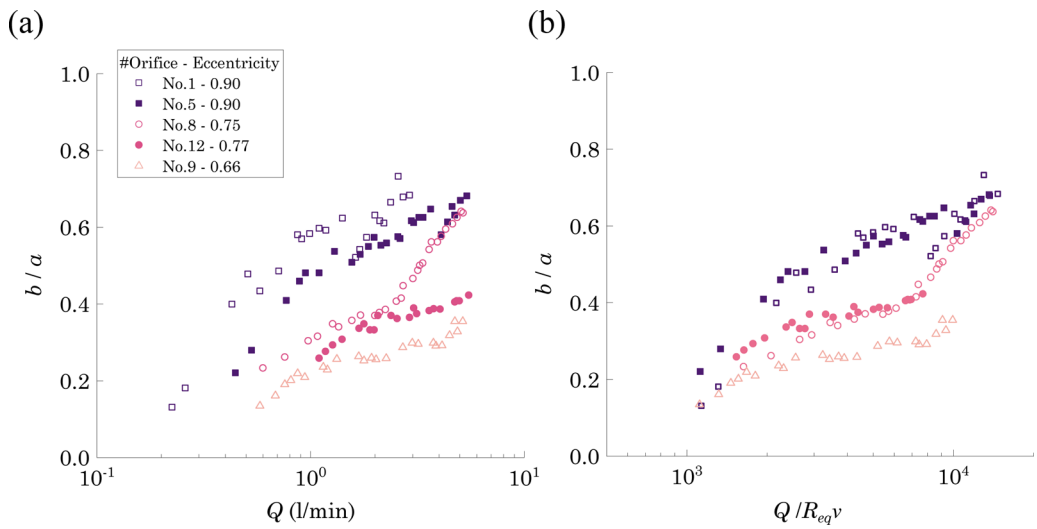 (a)
#Orifice - Eccentricity
No.1 - 0.90
No.5 - 0.90
No.8 - 0.75
No.12 - 0.77
No.9 - 0.66
1.0
0.8
0.6
0.4
0.2
0.0
b / a
10⁻¹
10⁰
10¹
Q (l/min)
(b)
1.0
0.8
0.6
0.4
0.2
0.0
b / a
10³
10⁴
Q /R_{eq}ν